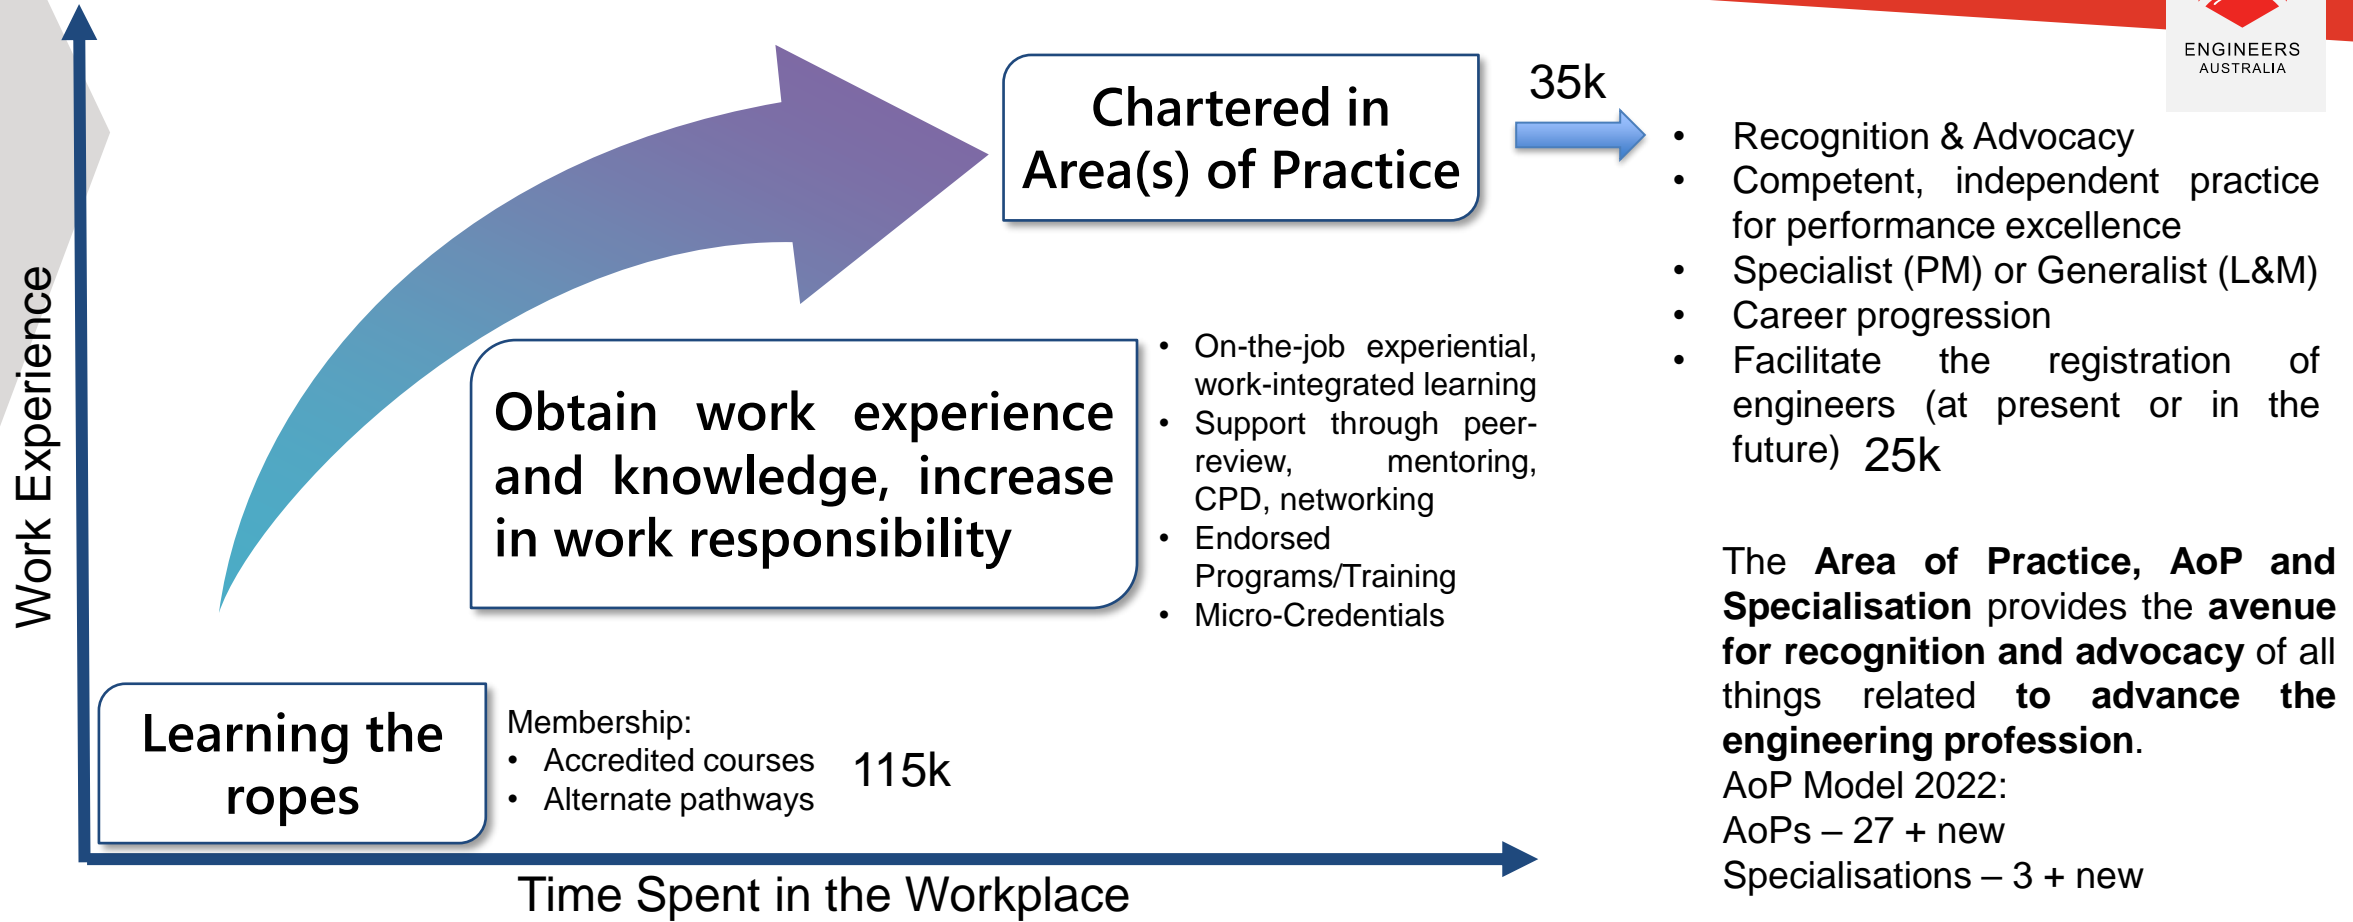 ENGINEERS
AUSTRALIA
Work Experience
Chartered in
Area(s) of Practice
35k
• Recognition & Advocacy
• Competent, independent practice
for performance excellence
• Specialist (PM) or Generalist (L&M)
• Career progression
• Facilitate the registration of
engineers (at present or in the
future) 25k
Obtain work experience
and knowledge, increase
in work responsibility
• On-the-job experiential,
work-integrated learning
• Support through peer-
review, mentoring,
CPD, networking
• Endorsed
Programs/Training
• Micro-Credentials
The Area of Practice, AoP and
Specialisation provides the avenue
for recognition and advocacy of all
things related to advance the
engineering profession.
AoP Model 2022:
AoPs – 27 + new
Specialisations – 3 + new
Learning the
ropes
Membership:
• Accredited courses
• Alternate pathways
115k
Time Spent in the Workplace